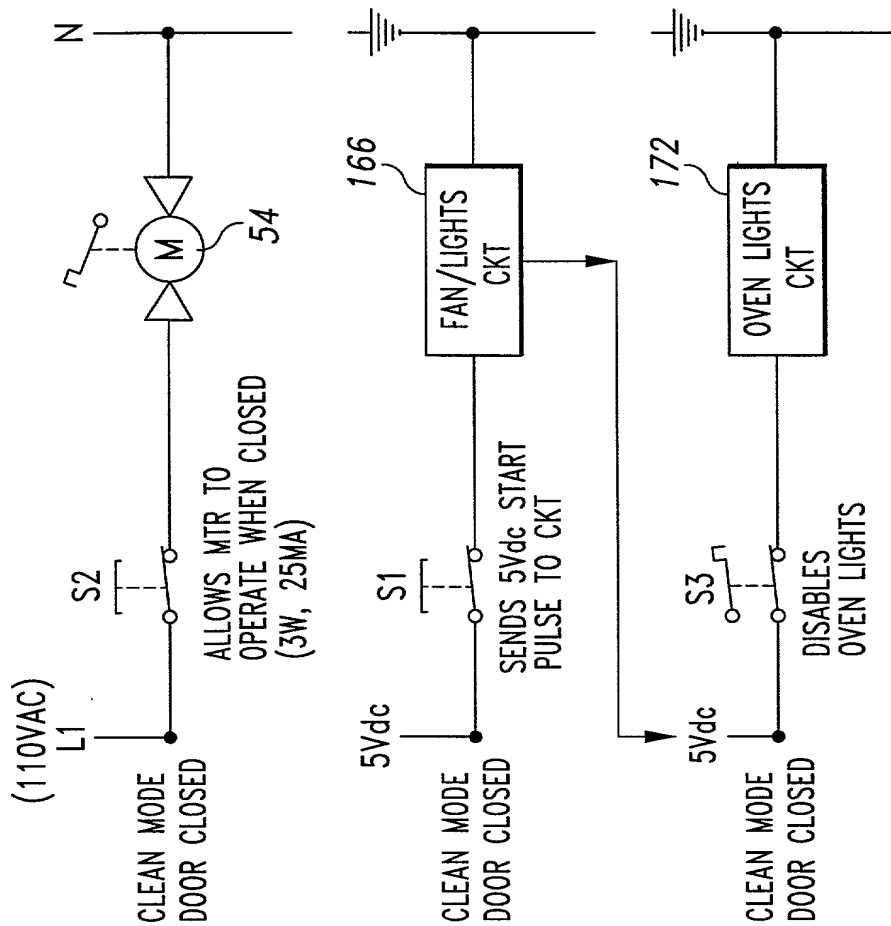 (110VAC)
L1
N
S2
54
M
CLEAN MODE
DOOR CLOSED
ALLOWS MTR TO
OPERATE WHEN CLOSED
(3W, 25MA)
5Vdc
S1
166
FAN/LIGHTS
CKT
CLEAN MODE
DOOR CLOSED
SENDS 5Vdc START
PULSE TO CKT
5Vdc
S3
172
OVEN LIGHTS
CKT
CLEAN MODE
DOOR CLOSED
DISABLES
OVEN LIGHTS